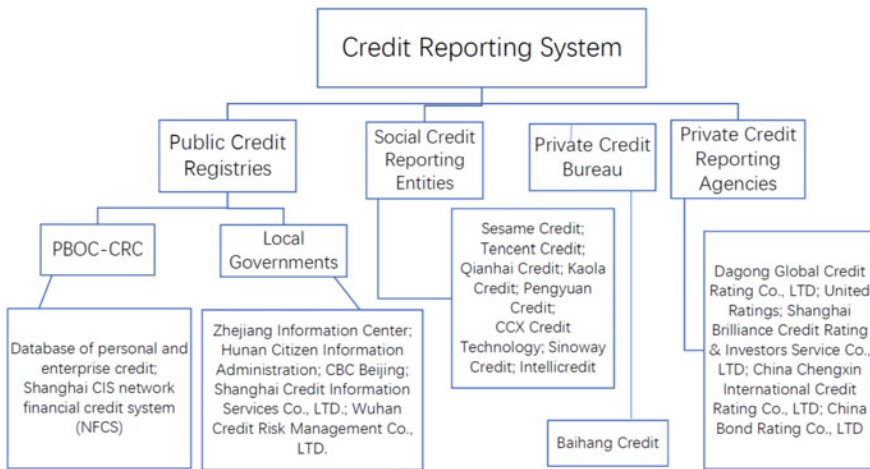 Credit Reporting System
Public Credit
Registries
Social Credit
Reporting
Entities
Private Credit
Bureau
Private Credit
Reporting
Agencies
PBOC-CRC
Local
Governments
Sesame Credit;
Tencent Credit;
Qianhai Credit; Kaola
Credit; Pengyuan
Credit;
CCX Credit
Technology; Sinoway
Credit; Intellicredit
Dagong Global Credit
Rating Co., LTD; United
Ratings; Shanghai
Brilliance Credit Rating
& Investors Service Co.,
LTD; China Chengxin
International Credit
Rating Co., LTD; China
Bond Rating Co., LTD
Database of personal and
enterprise credit;
Shanghai CIS network
financial credit system
(NFCS)
Zhejiang Information Center;
Hunan Citizen Information
Administration; CBC Beijing;
Shanghai Credit Information
Services Co., LTD.; Wuhan
Credit Risk Management Co.,
LTD.
Baihang Credit